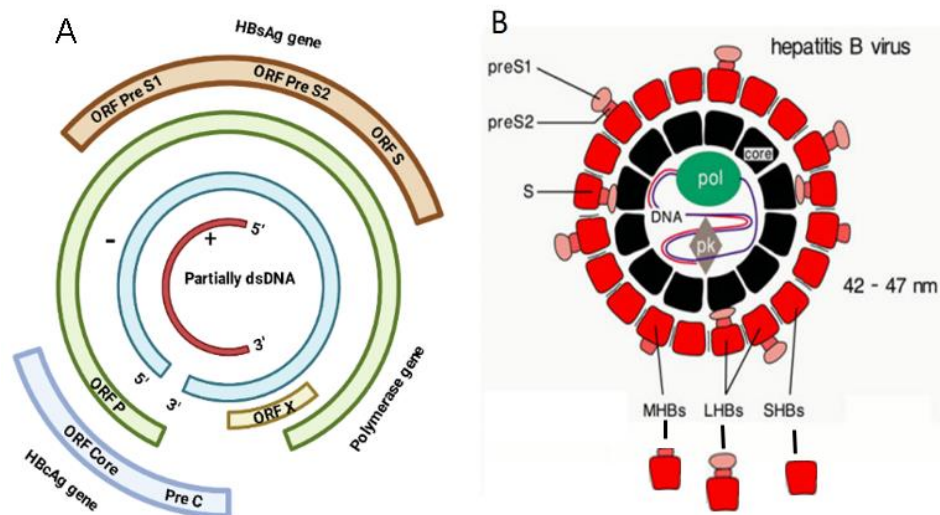 A
HBsAg gene
ORF Pre S1
ORF Pre S2
ORF S
-
+
5'
Partially dsDNA
3'
5'
3'
ORF P
ORF X
Polymerase gene
ORF Core
Pre C
HBcAg gene
B
hepatitis B virus
preS1
preS2
core
pol
S
DNA
pk
42 - 47 nm
MHBs
LHBs
SHBs